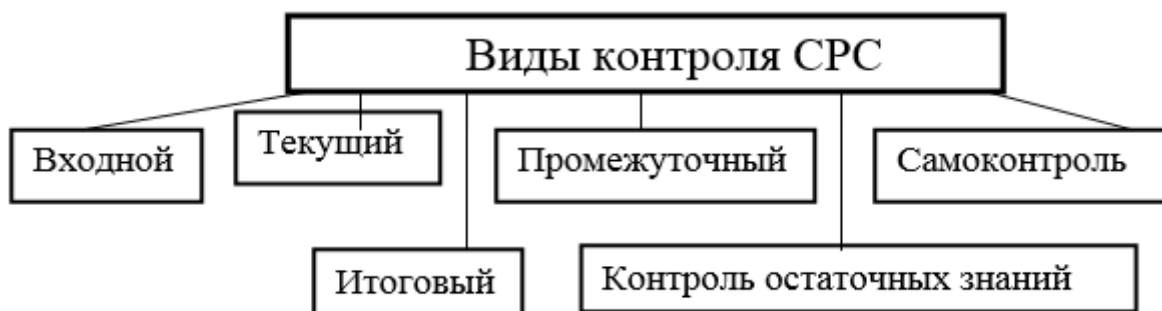 Виды контроля СРС
Входной
Текущий
Промежуточный
Самоконтроль
Итоговый
Контроль остаточных знаний